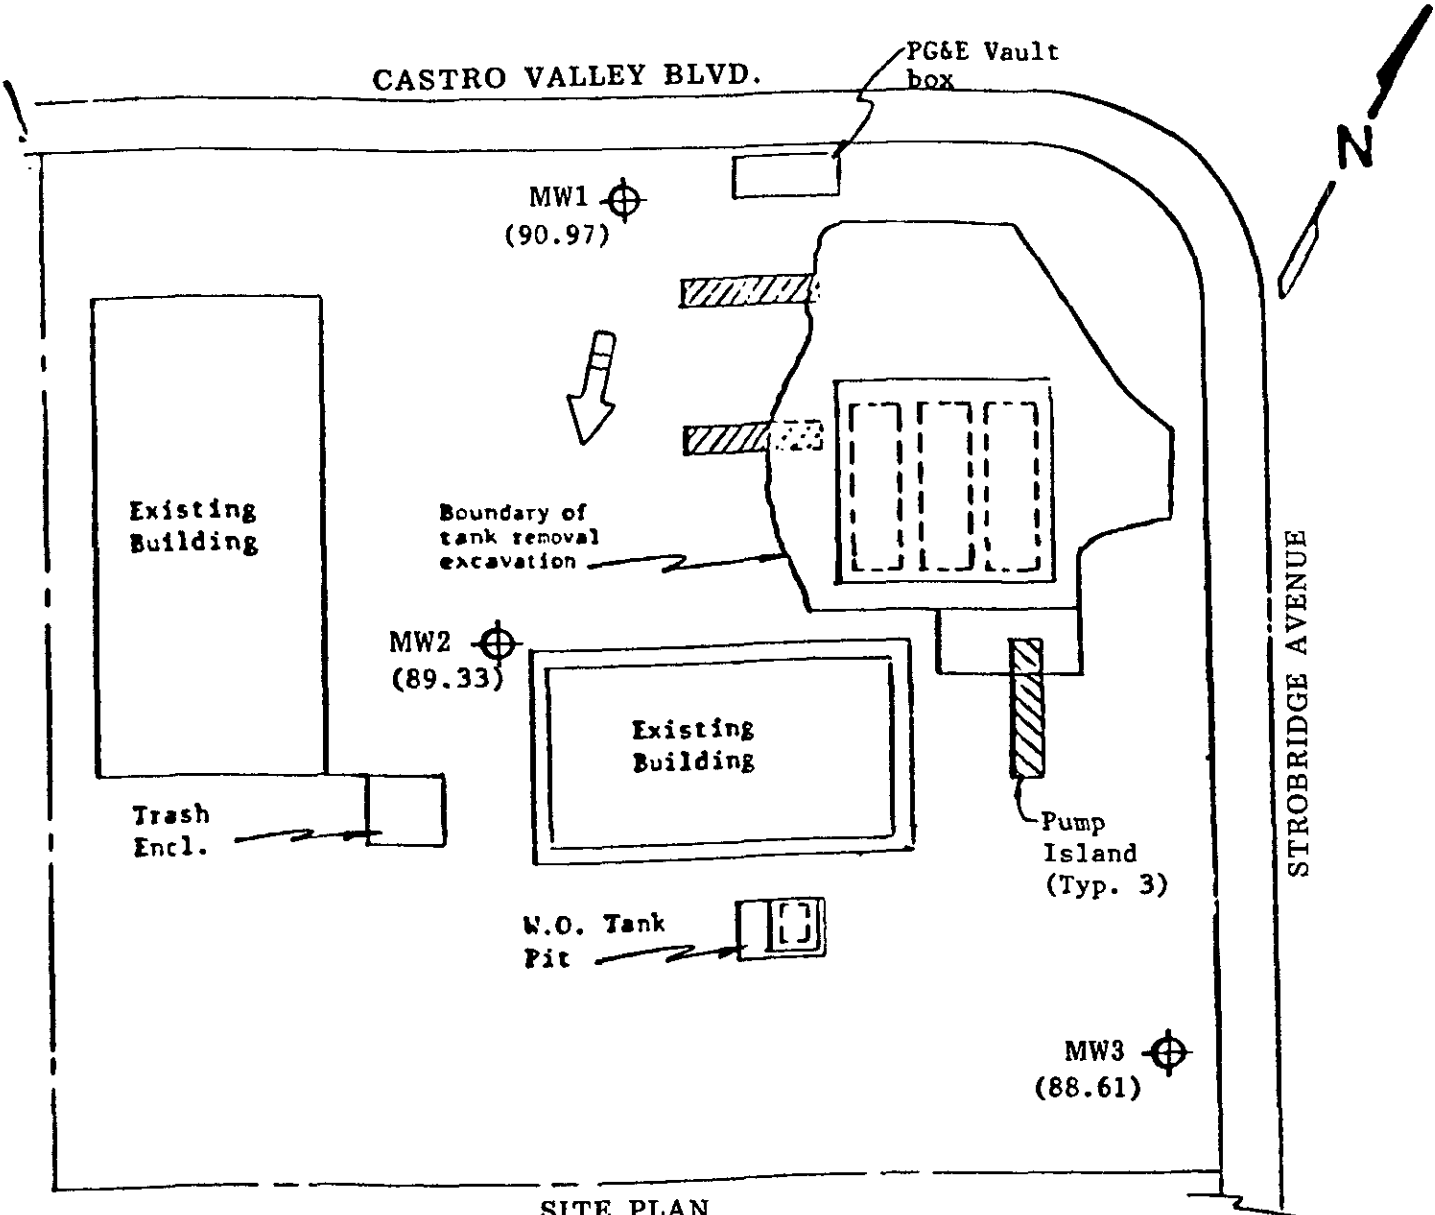 CASTRO VALLEY BLVD.
PG&E Vault
box
N
MW1
(90.97)
Existing
Building
Boundary of
tank removal
excavation
STROBRIDGE AVENUE
MW2
(89.33)
Existing
Building
Trash
Encl.
Pump
Island
(Typ. 3)
W.O. Tank
Pit
MW3
(88.61)
SITE PLAN